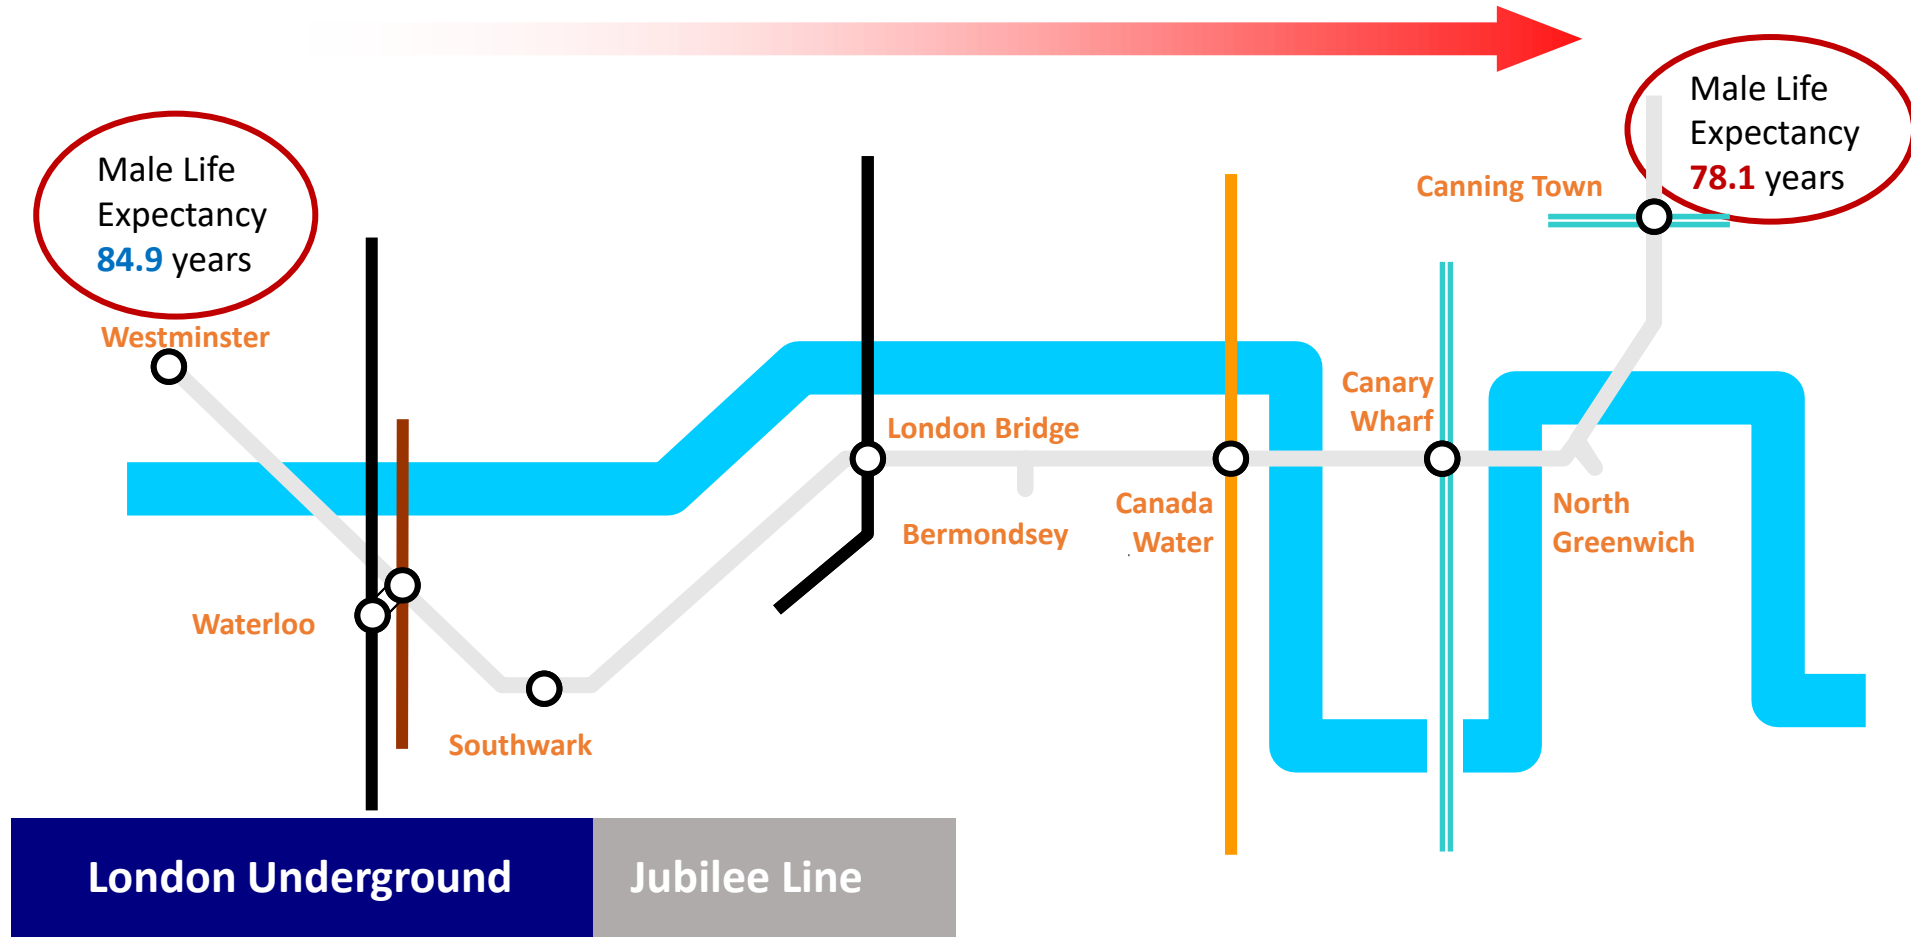 Male Life
Expectancy
84.9 years
Westminster
Waterloo
Southwark
London Bridge
Bermondsey
Canada
Water
Canary
Wharf
North
Greenwich
Canning Town
Male Life
Expectancy
78.1 years
London Underground
Jubilee Line